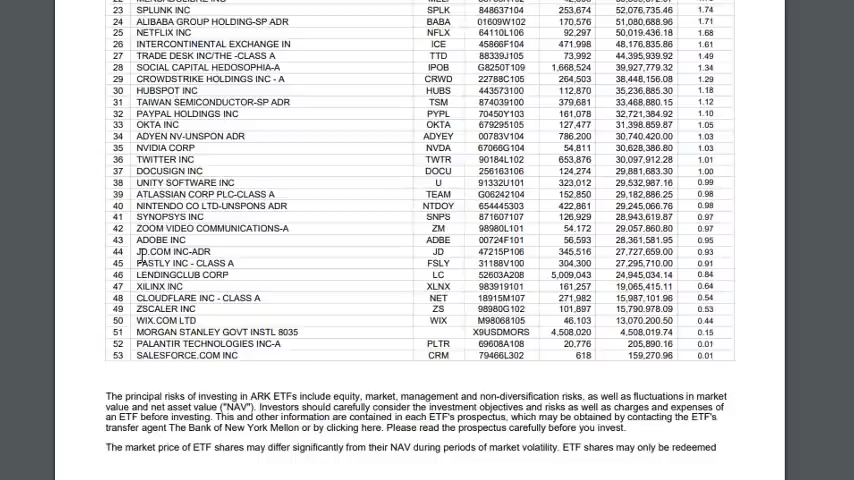 23 SPLUNK INC SPLK 848637104 253,674 52,076,735.46 1.74
24 ALIBABA GROUP HOLDING-SP ADR BABA 01609W102 170,576 51,080,688.96 1.71
25 NETFLIX INC NFLX 64110L106 92,297 50,019,436.18 1.68
26 INTERCONTINENTAL EXCHANGE IN ICE 45866F104 471,998 48,176,835.86 1.61
27 TRADE DESK INC/THE -CLASS A TTD 88339J105 73,992 44,395,939.92 1.49
28 SOCIAL CAPITAL HEDOSOPHIA-A IPOB G8250T109 1,668,524 39,927,779.32 1.34
29 CROWDSTRIKE HOLDINGS INC - A CRWD 22788C105 264,503 38,448,156.08 1.29
30 HUBSPOT INC HUBS 443573100 112,870 35,236,885.30 1.18
31 TAIWAN SEMICONDUCTOR-SP ADR TSM 874039100 379,681 33,468,880.15 1.12
32 PAYPAL HOLDINGS INC PYPL 70450Y103 161,078 32,721,384.92 1.10
33 OKTA INC OKTA 679295105 127,477 31,398,859.87 1.05
34 ADYEN NV-UNSPON ADR ADYEY 00783V104 786,200 30,740,420.00 1.03
35 NVIDIA CORP NVDA 67066G104 54,811 30,628,386.80 1.03
36 TWITTER INC TWTR 90184L102 653,876 30,097,912.28 1.01
37 DOCUSIGN INC DOCU 256163106 124,274 29,881,683.30 1.00
38 UNITY SOFTWARE INC U 91332U101 323,012 29,532,987.16 0.99
39 ATLASSIAN CORP PLC-CLASS A TEAM G06242104 152,850 29,182,886.25 0.98
40 NINTENDO CO LTD-UNSPONS ADR NTDOY 654445303 422,861 29,245,066.76 0.98
41 SYNOPSYS INC SNPS 871607107 126,929 28,943,619.87 0.97
42 ZOOM VIDEO COMMUNICATIONS-A ZM 98980L101 54,172 29,057,860.80 0.97
43 ADOBE INC ADBE 00724F101 56,593 28,361,581.95 0.95
44 JD.COM INC-ADR JD 47215P106 345,516 27,727,659.00 0.93
45 FASTLY INC - CLASS A FSLY 31188V100 304,300 27,295,710.00 0.91
46 LENDINGCLUB CORP LC 52603A208 5,009,043 24,945,034.14 0.84
47 XILINX INC XLNX 983919101 161,257 19,065,415.11 0.64
48 CLOUDFLARE INC - CLASS A NET 18915M107 271,982 15,987,101.96 0.54
49 ZSCALER INC ZS 98980G102 101,897 15,790,978.09 0.53
50 WIX.COM LTD WIX M98068105 46,103 13,070,200.50 0.44
51 MORGAN STANLEY GOVT INSTL 8035 X9USDMORS 4,508,020 4,508,019.74 0.15
52 PALANTIR TECHNOLOGIES INC-A PLTR 69608A108 20,776 205,890.16 0.01
53 SALESFORCE.COM INC CRM 79466L302 618 159,270.96 0.01
The principal risks of investing in ARK ETFs include equity, market, management and non-diversification risks, as well as fluctuations in market
value and net asset value ("NAV"). Investors should carefully consider the investment objectives and risks as well as charges and expenses of
an ETF before investing. This and other information are contained in each ETF's prospectus, which may be obtained by contacting the ETF's
transfer agent The Bank of New York Mellon or by clicking here. Please read the prospectus carefully before you invest.
The market price of ETF shares may differ significantly from their NAV during periods of market volatility. ETF shares may only be redeemed